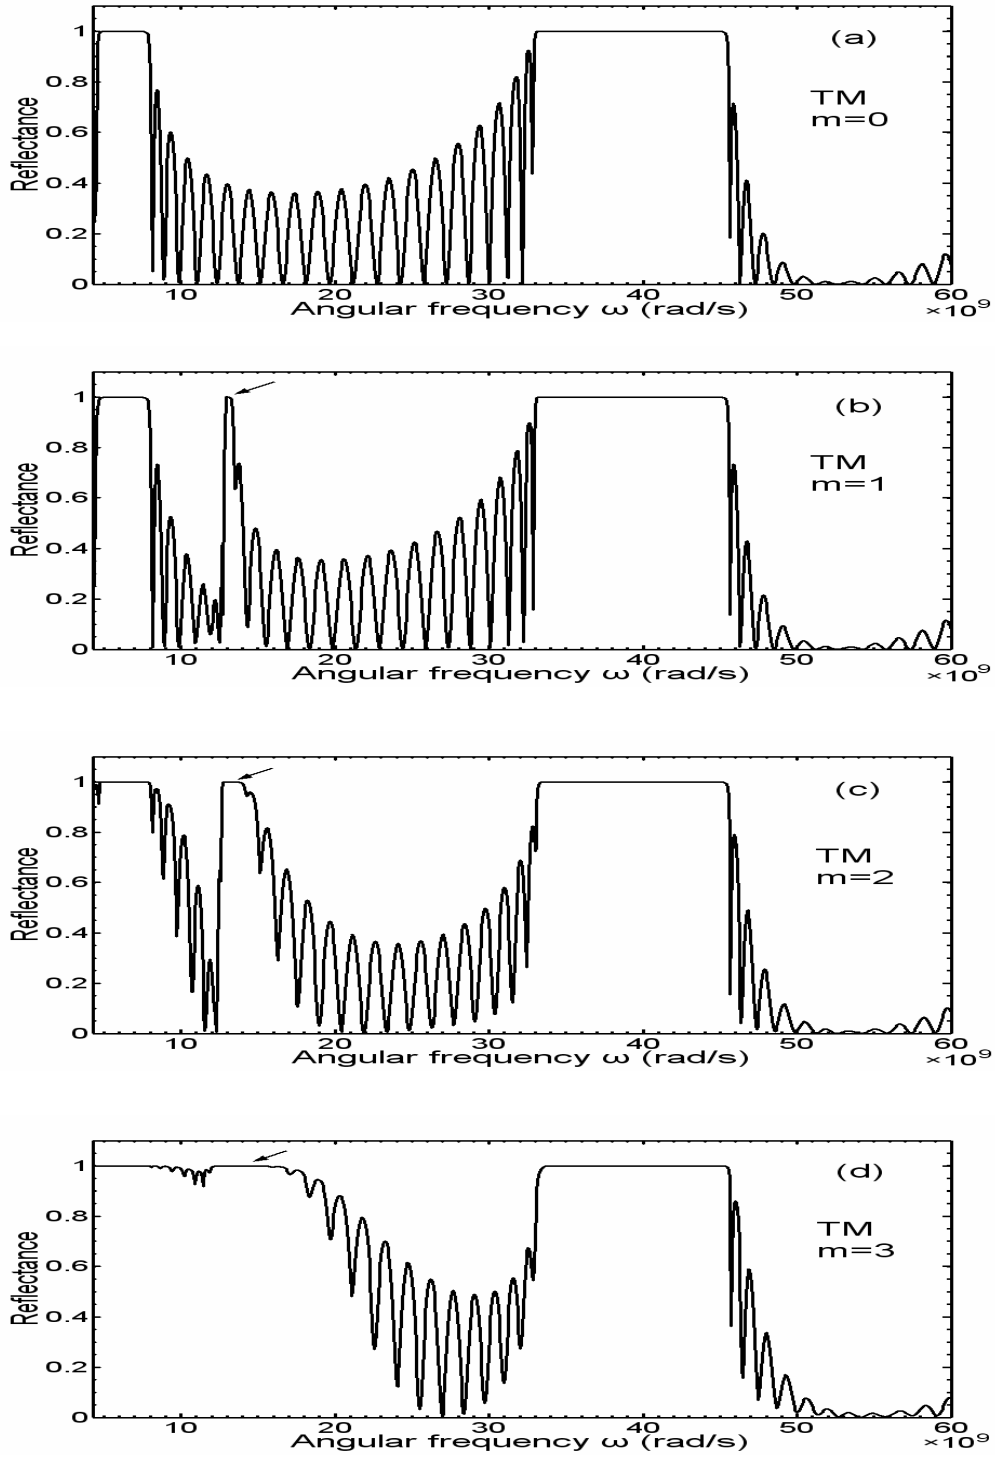 1
0.8
0.6
0.4
0.2
0
Reflectance
(a)
TM
m=0
10 20 30 40 50 60
Angular frequency ω (rad/s)
×10⁹
1
0.8
0.6
0.4
0.2
0
Reflectance
(b)
TM
m=1
10 20 30 40 50 60
Angular frequency ω (rad/s)
×10⁹
1
0.8
0.6
0.4
0.2
0
Reflectance
(c)
TM
m=2
10 20 30 40 50 60
Angular frequency ω (rad/s)
×10⁹
1
0.8
0.6
0.4
0.2
0
Reflectance
(d)
TM
m=3
10 20 30 40 50 60
Angular frequency ω (rad/s)
×10⁹